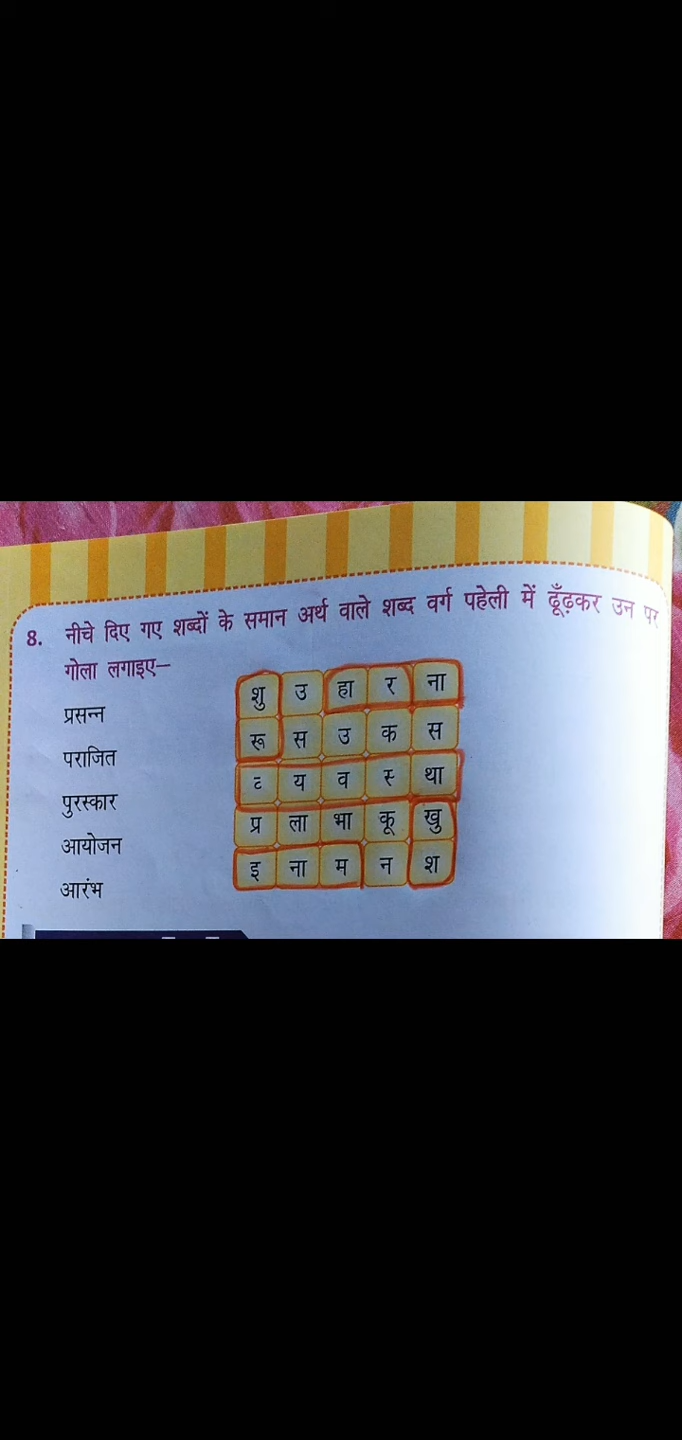 8. नीचे दिए गए शब्दों के समान अर्थ वाले शब्द वर्ग पहेली में ढूँढ़कर उन पर
गोला लगाइए—
प्रसन्न
पराजित
पुरस्कार
आयोजन
आरंभ
शु उ हा र ना
रू स उ क स
व्य य व स् था
प्र ला भा कू खु
इ ना म न श